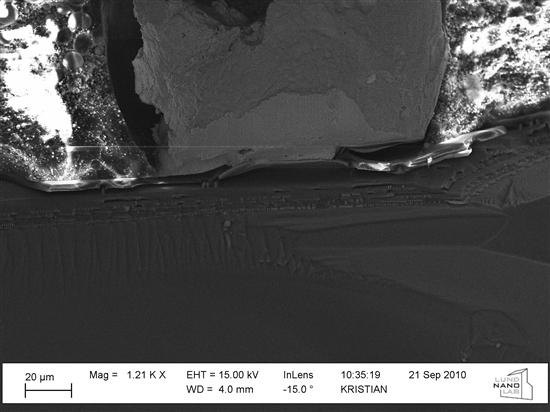 20 µm
Mag = 1.21 K X
EHT = 15.00 kV
InLens
10:35:19
21 Sep 2010
WD = 4.0 mm
-15.0 °
KRISTIAN
LUND
NANO
LAB